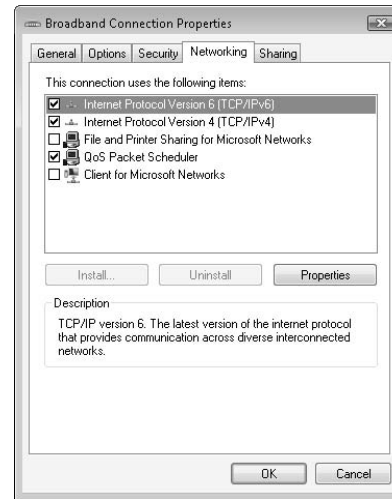 Broadband Connection Properties
General Options Security Networking Sharing
This connection uses the following items:
Internet Protocol Version 6 (TCP/IPv6)
Internet Protocol Version 4 (TCP/IPv4)
File and Printer Sharing for Microsoft Networks
QoS Packet Scheduler
Client for Microsoft Networks
Install... Uninstall Properties
Description
TCP/IP version 6. The latest version of the internet protocol
that provides communication across diverse interconnected
networks.
OK Cancel